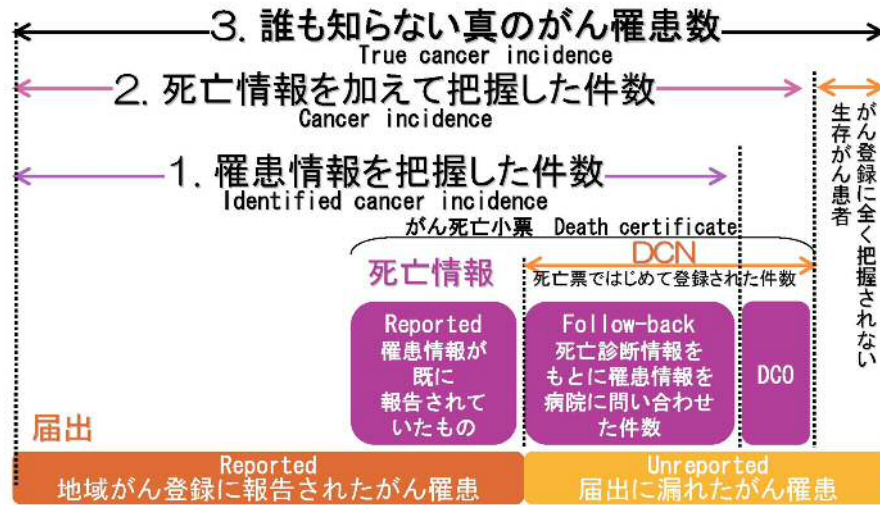 3. 誰も知らない真のがん罹患数
True cancer incidence
2. 死亡情報を加えて把握した件数
Cancer incidence
がん登録に全く把握されない
生存がん患者
1. 罹患情報を把握した件数
Identified cancer incidence
がん死亡小票 Death certificate
DCN
死亡情報
死亡票ではじめて登録された件数
Reported
罹患情報が
既に
報告されて
いたもの
Follow-back
死亡診断情報を
もとに罹患情報を
病院に問い合わせ
た件数
DCO
届出
Reported
地域がん登録に報告されたがん罹患
Unreported
届出に漏れたがん罹患